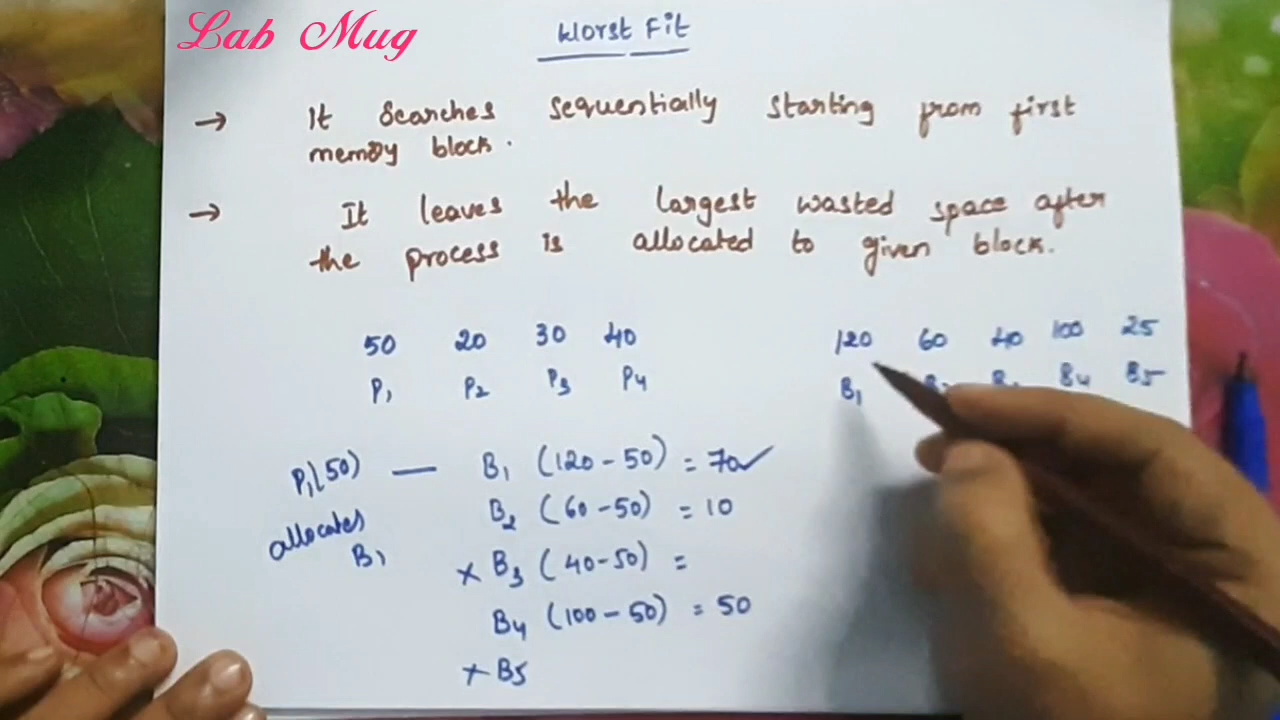 Lab Mug
Worst Fit
→ It Searches sequentially starting from first
memory block.
→ It leaves the largest wasted space after
the process is allocated to given block.
50 20 30 40 120 60 40 100 25
P1 P2 P3 P4 B1 B4 B5
P1(50) — B1 (120-50) = 70✓
allocates B2 (60-50) = 10
B1
× B3 (40-50) =
B4 (100-50) = 50
× B5